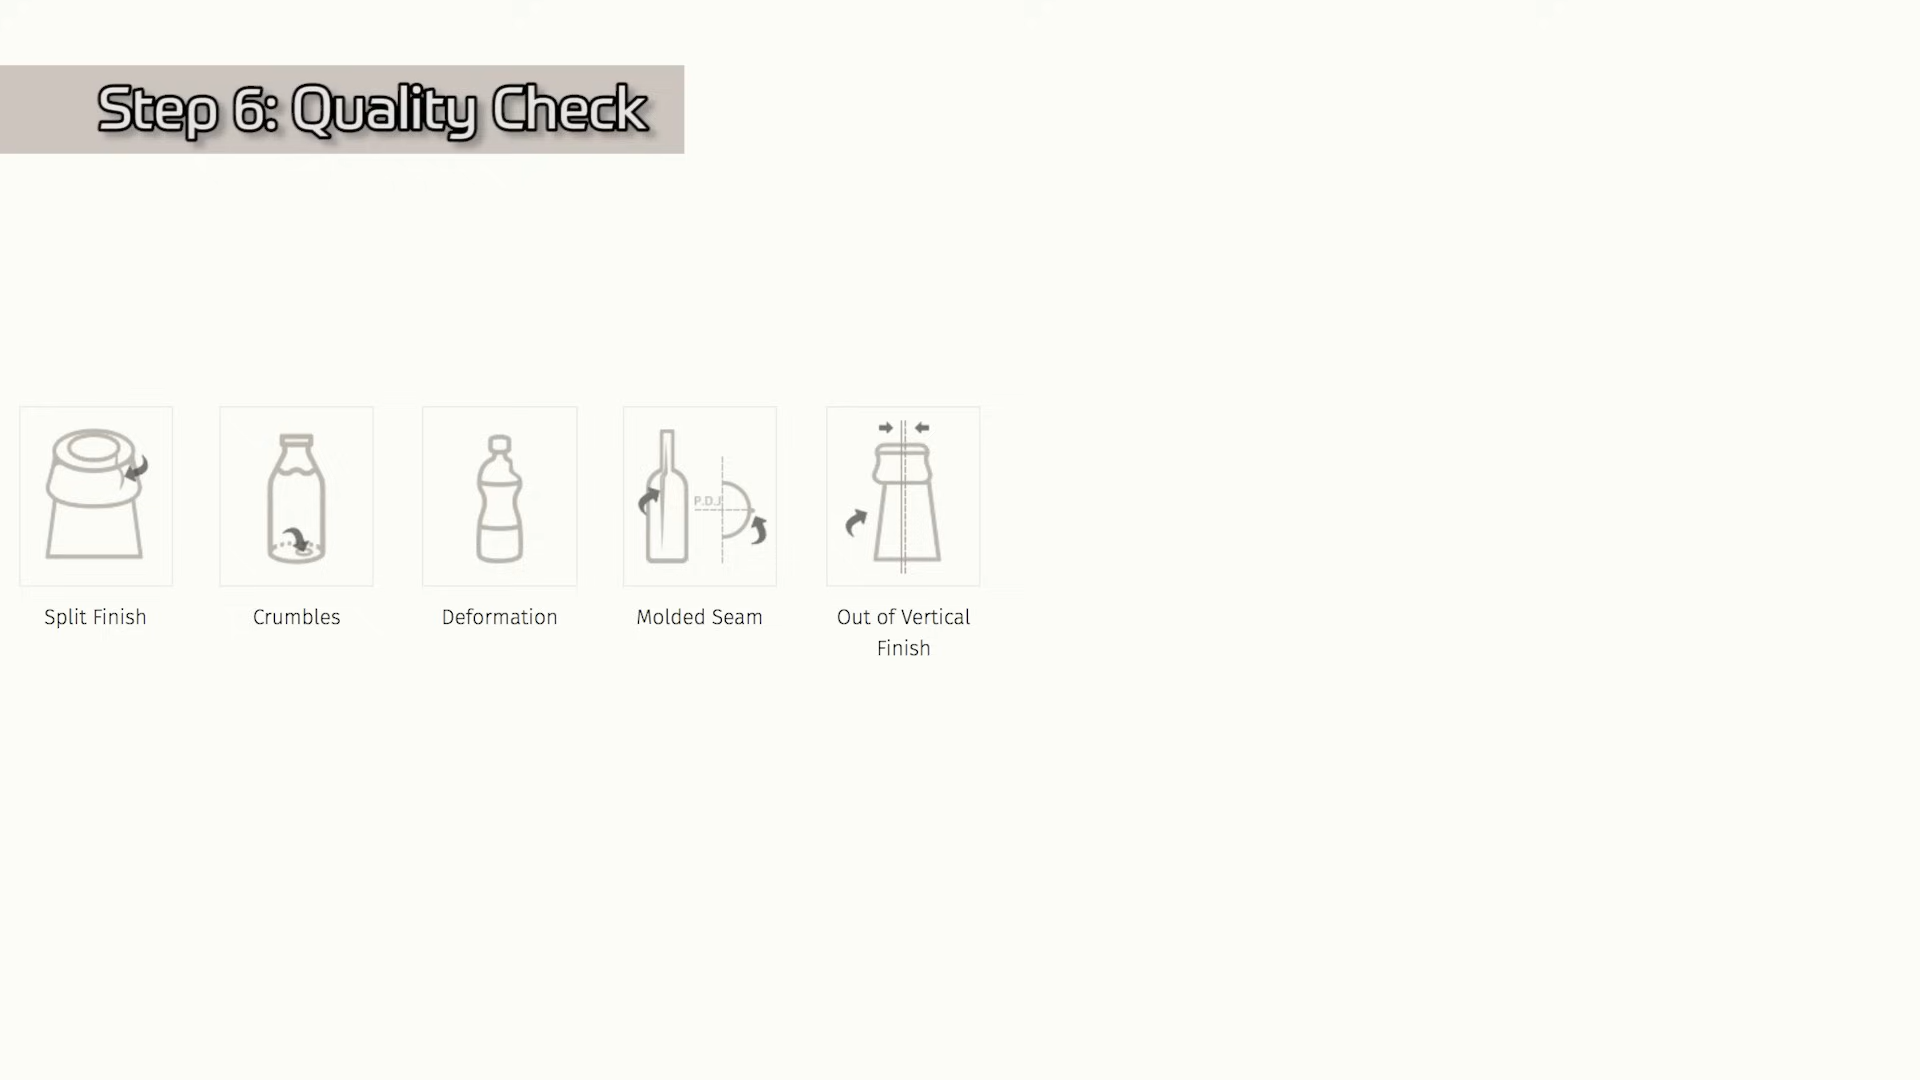 Step 6: Quality Check
P.D.J
Split Finish
Crumbles
Deformation
Molded Seam
Out of Vertical
Finish